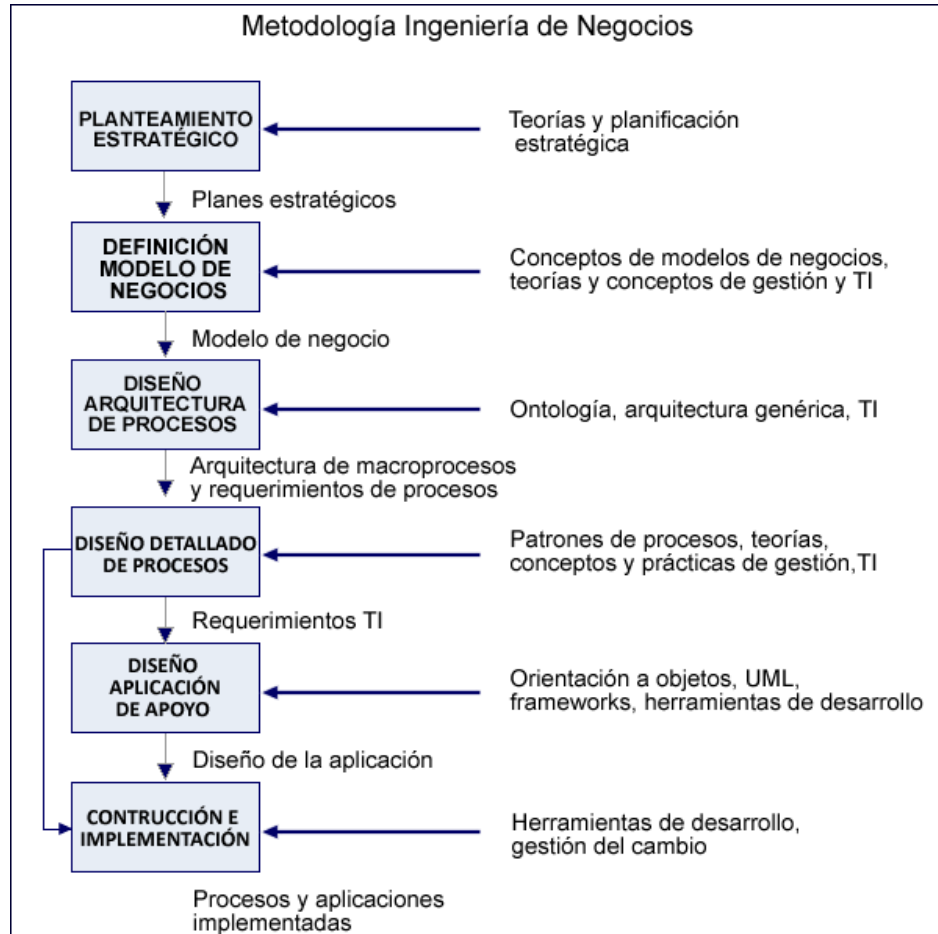 Metodología Ingeniería de Negocios
PLANTEAMIENTO
ESTRATÉGICO
Teorías y planificación
estratégica
Planes estratégicos
DEFINICIÓN
MODELO DE
NEGOCIOS
Conceptos de modelos de negocios,
teorías y conceptos de gestión y TI
Modelo de negocio
DISEÑO
ARQUITECTURA
DE PROCESOS
Ontología, arquitectura genérica, TI
Arquitectura de macroprocesos
y requerimientos de procesos
DISEÑO DETALLADO
DE PROCESOS
Patrones de procesos, teorías,
conceptos y prácticas de gestión,TI
Requerimientos TI
DISEÑO
APLICACIÓN
DE APOYO
Orientación a objetos, UML,
frameworks, herramientas de desarrollo
Diseño de la aplicación
CONTRUCCIÓN E
IMPLEMENTACIÓN
Herramientas de desarrollo,
gestión del cambio
Procesos y aplicaciones
implementadas